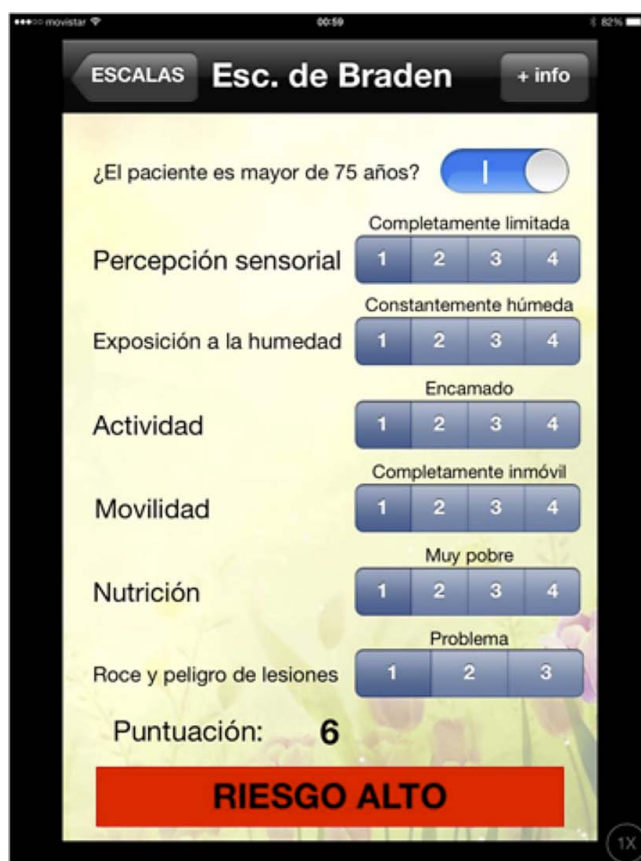 movistar 00:59 82%
ESCALAS Esc. de Braden + info
¿El paciente es mayor de 75 años?
Completamente limitada
Percepción sensorial 1 2 3 4
Constantemente húmeda
Exposición a la humedad 1 2 3 4
Encamado
Actividad 1 2 3 4
Completamente inmóvil
Movilidad 1 2 3 4
Muy pobre
Nutrición 1 2 3 4
Problema
Roce y peligro de lesiones 1 2 3
Puntuación: 6
RIESGO ALTO
1X